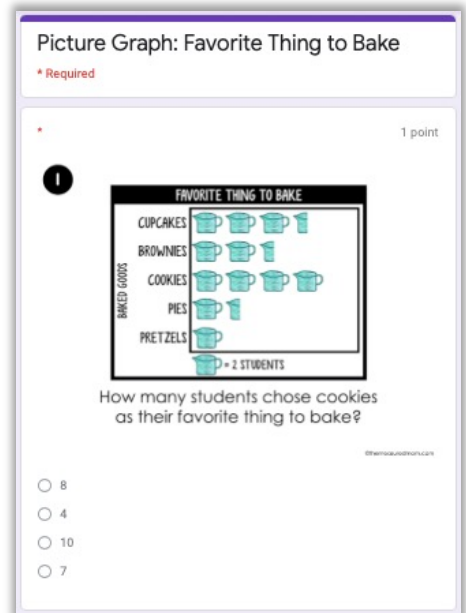 Picture Graph: Favorite Thing to Bake
* Required
*
1 point
1
FAVORITE THING TO BAKE
BAKED GOODS
CUPCAKES
BROWNIES
COOKIES
PIES
PRETZELS
= 2 STUDENTS
How many students chose cookies
as their favorite thing to bake?
©themeasuredmom.com
8
4
10
7